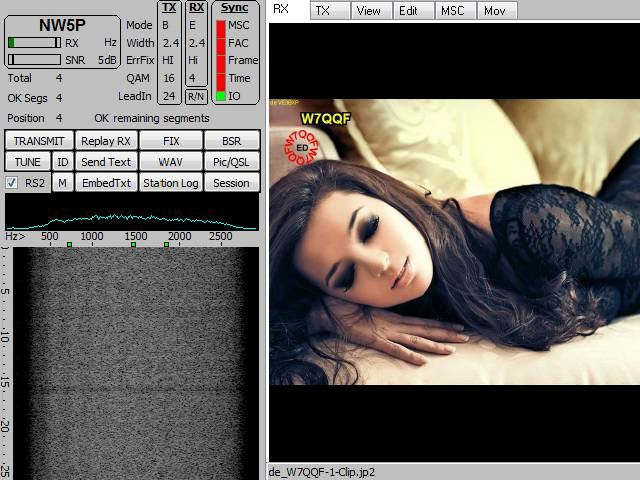 NW5P
RX Hz
SNR 5dB
Total 4
OK Segs 4
Position 4 OK remaining segments
TX RX Sync
Mode B E MSC
Width 2.4 2.4 FAC
ErrFix HI Hi Frame
QAM 16 4 Time
LeadIn 24 R/N IO
TRANSMIT Replay RX FIX BSR
TUNE ID Send Text WAV Pic/QSL
RS2 M EmbedTxt Station Log Session
Hz> 500 1000 1500 2000 2500
0
-5
-10
-15
-20
-25
RX TX View Edit MSC Mov
W7QQF
W7QQFW7QQF
ED
de_W7QQF-1-Clip.jp2